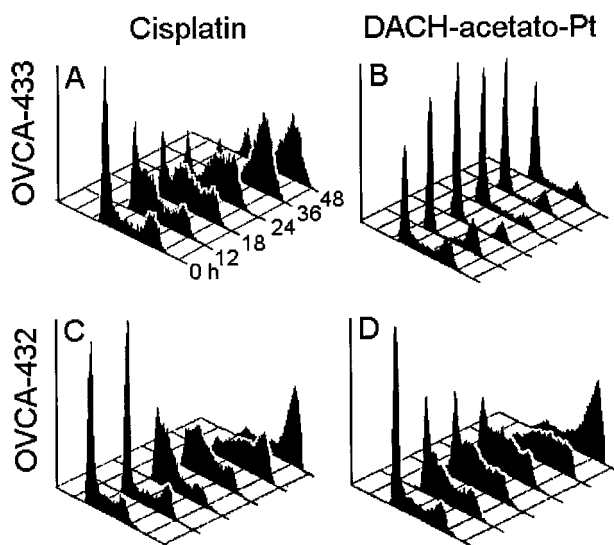 Cisplatin
DACH-acetato-Pt
OVCA-433
A
B
0 h
12
18
24
36
48
OVCA-432
C
D